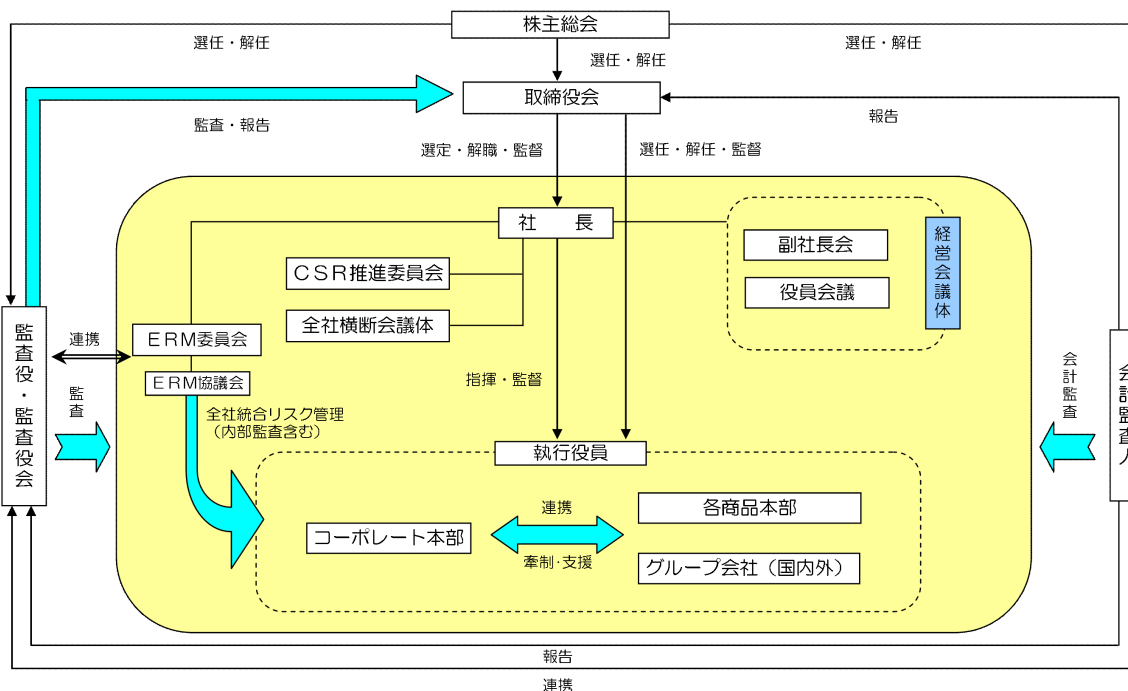 株主総会
選任・解任
選任・解任
選任・解任
取締役会
監査・報告
報告
選定・解職・監督
選任・解任・監督
社　長
副社長会
役員会議
経営会議体
CSR推進委員会
全社横断会議体
ERM委員会
ERM協議会
連携
監査
監査役・監査役会
指揮・監督
全社統合リスク管理
（内部監査含む）
会計監査
会計監査人
執行役員
コーポレート本部
連携
牽制・支援
各商品本部
グループ会社（国内外）
報告
連携